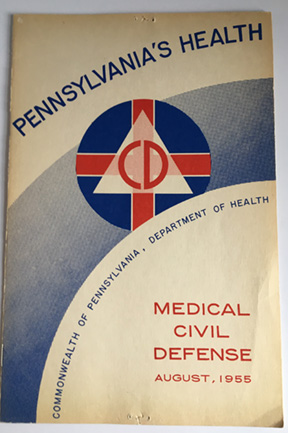 PENNSYLVANIA'S HEALTH
CD
COMMONWEALTH OF PENNSYLVANIA, DEPARTMENT OF HEALTH
MEDICAL
CIVIL
DEFENSE
AUGUST, 1955